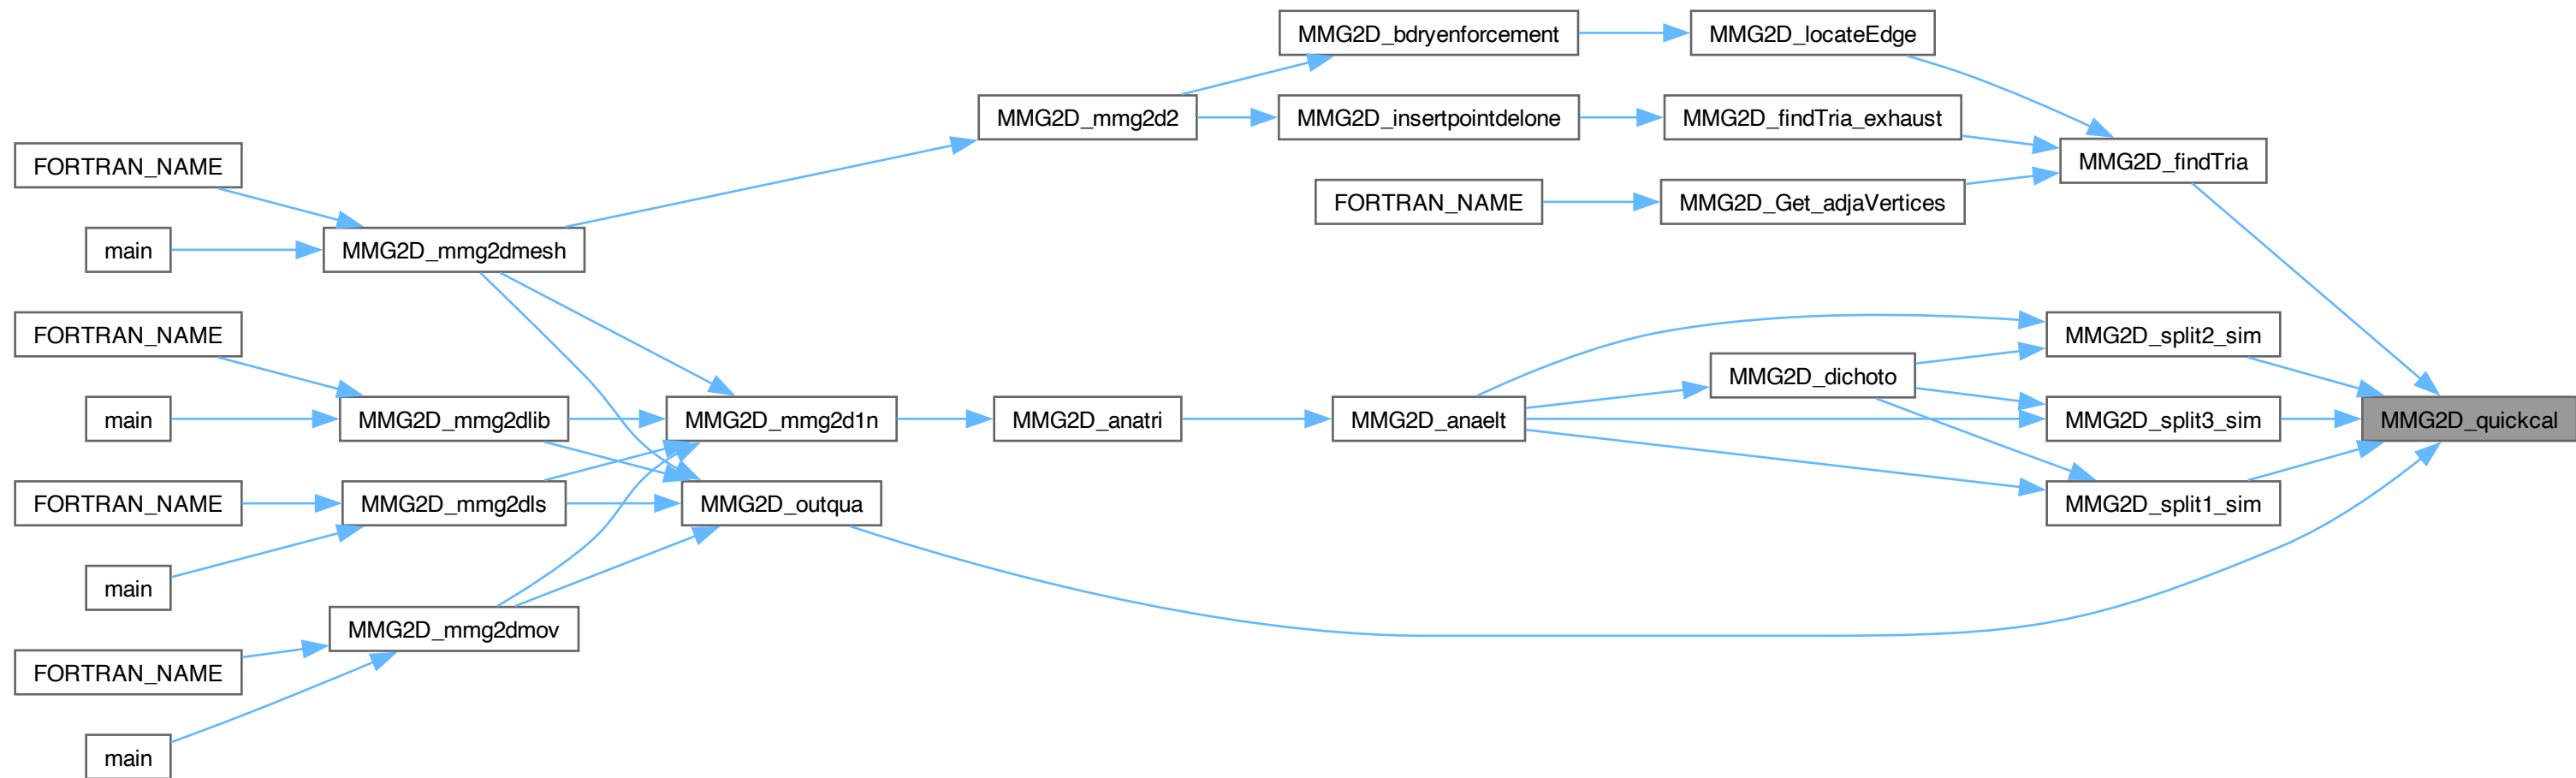 MMG2D_bdryenforcement
MMG2D_locateEdge
MMG2D_mmg2d2
MMG2D_insertpointdelone
MMG2D_findTria_exhaust
FORTRAN_NAME
MMG2D_findTria
FORTRAN_NAME
MMG2D_Get_adjaVertices
main
MMG2D_mmg2dmesh
FORTRAN_NAME
MMG2D_split2_sim
MMG2D_dichoto
main
MMG2D_mmg2dlib
MMG2D_mmg2d1n
MMG2D_anatri
MMG2D_anaelt
MMG2D_split3_sim
MMG2D_quickcal
FORTRAN_NAME
MMG2D_mmg2dls
MMG2D_outqua
MMG2D_split1_sim
main
MMG2D_mmg2dmov
FORTRAN_NAME
main